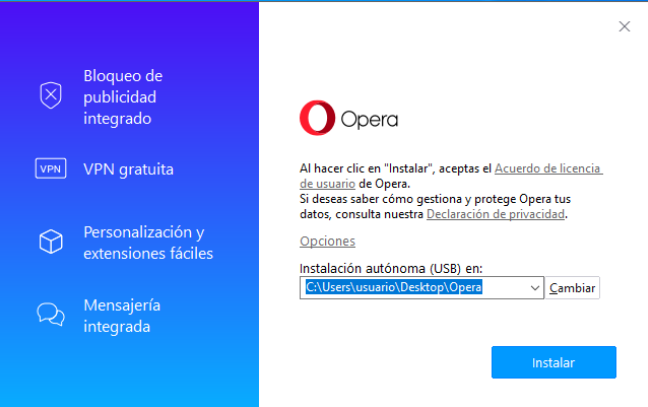 Bloqueo de
publicidad
integrado
VPN
VPN gratuita
Personalización y
extensiones fáciles
Mensajería
integrada
Opera
Al hacer clic en "Instalar", aceptas el Acuerdo de licencia
de usuario de Opera.
Si deseas saber cómo gestiona y protege Opera tus
datos, consulta nuestra Declaración de privacidad.
Opciones
Instalación autónoma (USB) en:
C:\Users\usuario\Desktop\Opera
Cambiar
Instalar